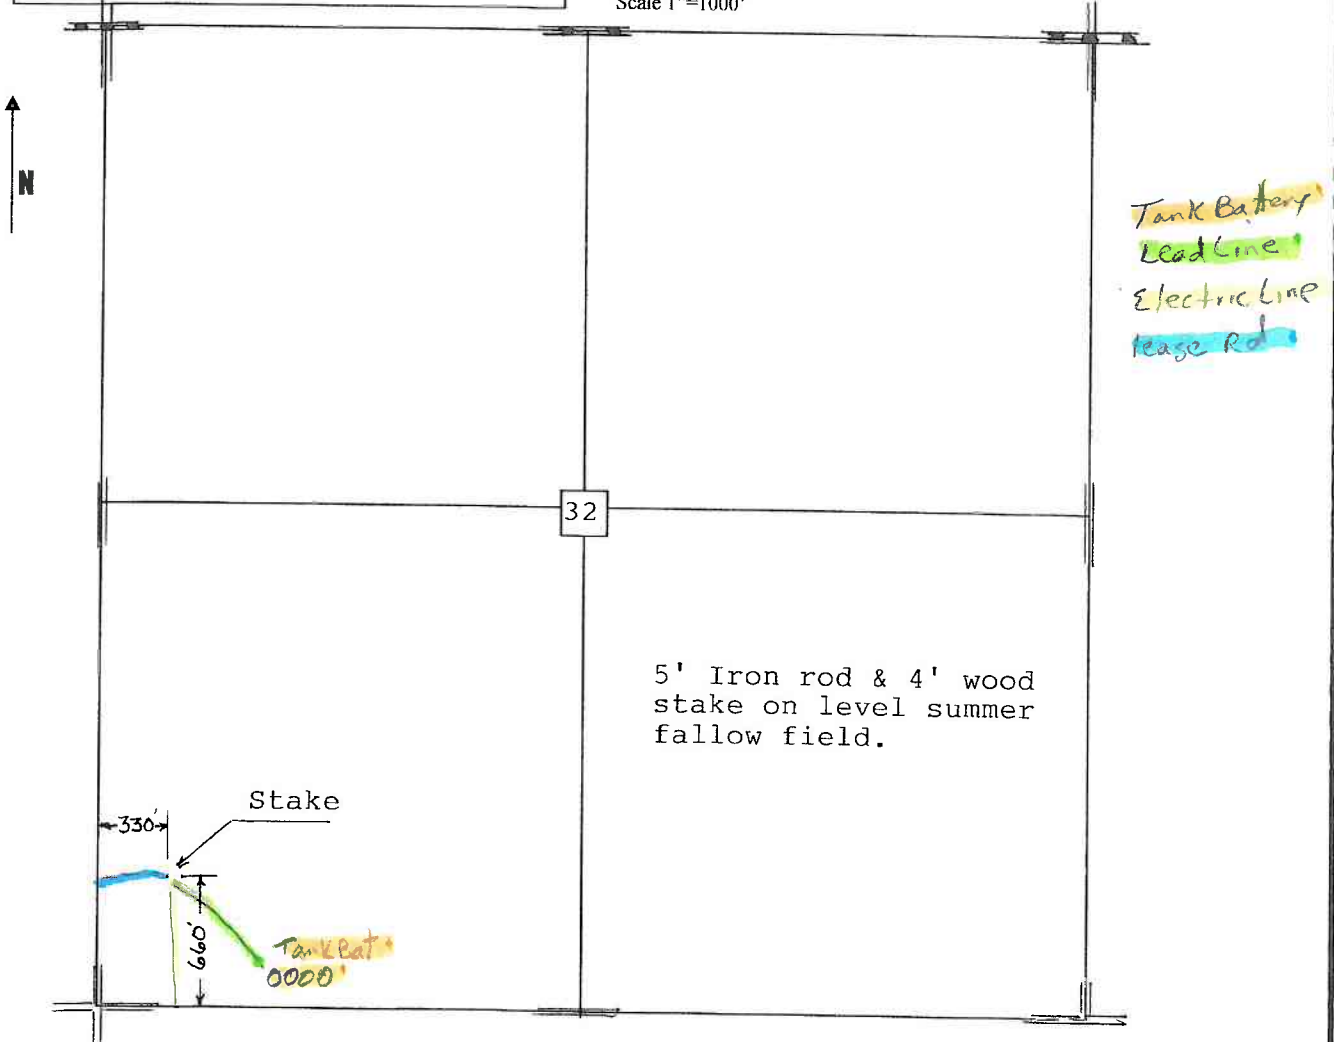 Scale 1"=1000'
N
Tank Battery
Lead Line
Electric Line
lease Rd
32
5' Iron rod & 4' wood
stake on level summer
fallow field.
Stake
330'
660'
Tank Bat
0000